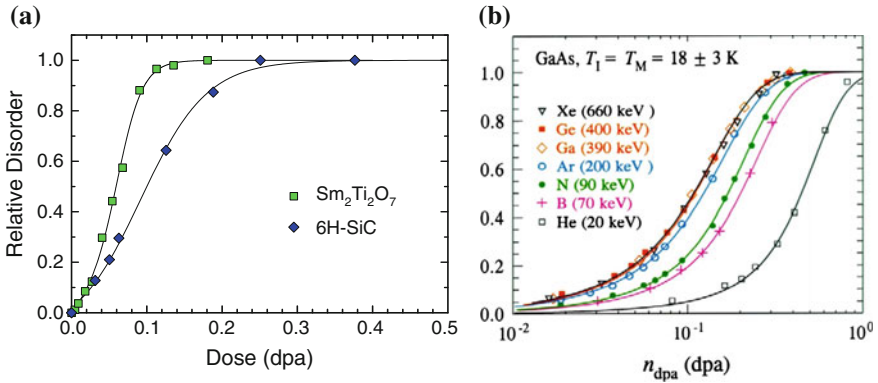 (a)
Relative Disorder
1.0
0.8
0.6
0.4
0.2
0.0
Sm₂Ti₂O₇
6H-SiC
0.0 0.1 0.2 0.3 0.4 0.5
Dose (dpa)
(b)
GaAs, T_I = T_M = 18 ± 3 K
1.0
0.8
0.6
0.4
0.2
0.0
Xe (660 keV )
Ge (400 keV)
Ga (390 keV)
Ar (200 keV )
N (90 keV)
B (70 keV)
He (20 keV)
10⁻² 10⁻¹ 10⁰
n_dpa (dpa)